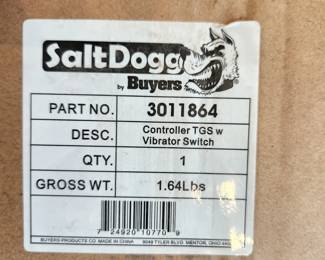 SaltDogg
by Buyers
PART NO. 3011864
DESC. Controller TGS w
Vibrator Switch
QTY. 1
GROSS WT. 1.64Lbs
7 24920 10770 9
BUYERS PRODUCTS CO. MADE IN CHINA 9049 TYLER BLVD. MENTOR, OHIO